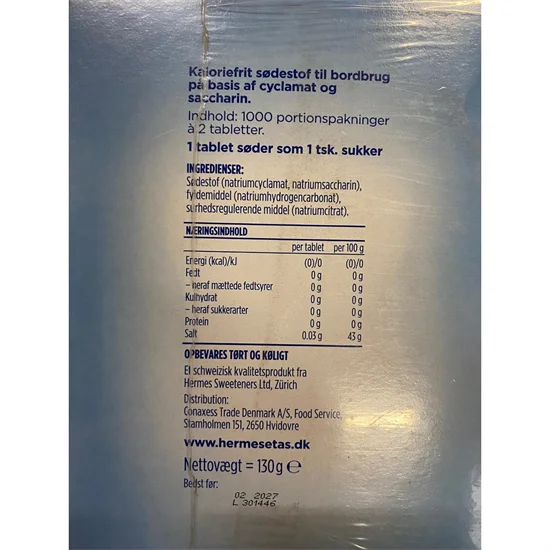 Kaloriefrit sødestof til bordbrug
på basis af cyclamat og
saccharin.
Indhold: 1000 portionspakninger
à 2 tabletter.
1 tablet søder som 1 tsk. sukker
INGREDIENSER:
Sødestof (natriumcyclamat, natriumsaccharin),
fyldemiddel (natriumhydrogencarbonat),
surhedsregulerende middel (natriumcitrat).
NÆRINGSINDHOLD
per tablet per 100 g
Energi (kcal)/kJ (0)/0 (0)/0
Fedt 0 g 0 g
– heraf mættede fedtsyrer 0 g 0 g
Kulhydrat 0 g 0 g
– heraf sukkerarter 0 g 0 g
Protein 0 g 0 g
Salt 0.03 g 43 g
OPBEVARES TØRT OG KØLIGT
Et schweizisk kvalitetsprodukt fra
Hermes Sweeteners Ltd, Zürich
Distribution:
Conaxess Trade Denmark A/S, Food Service,
Stamholmen 151, 2650 Hvidovre
www.hermesetas.dk
Nettovægt = 130 g ℮
Bedst før:
02 2027
L 301446